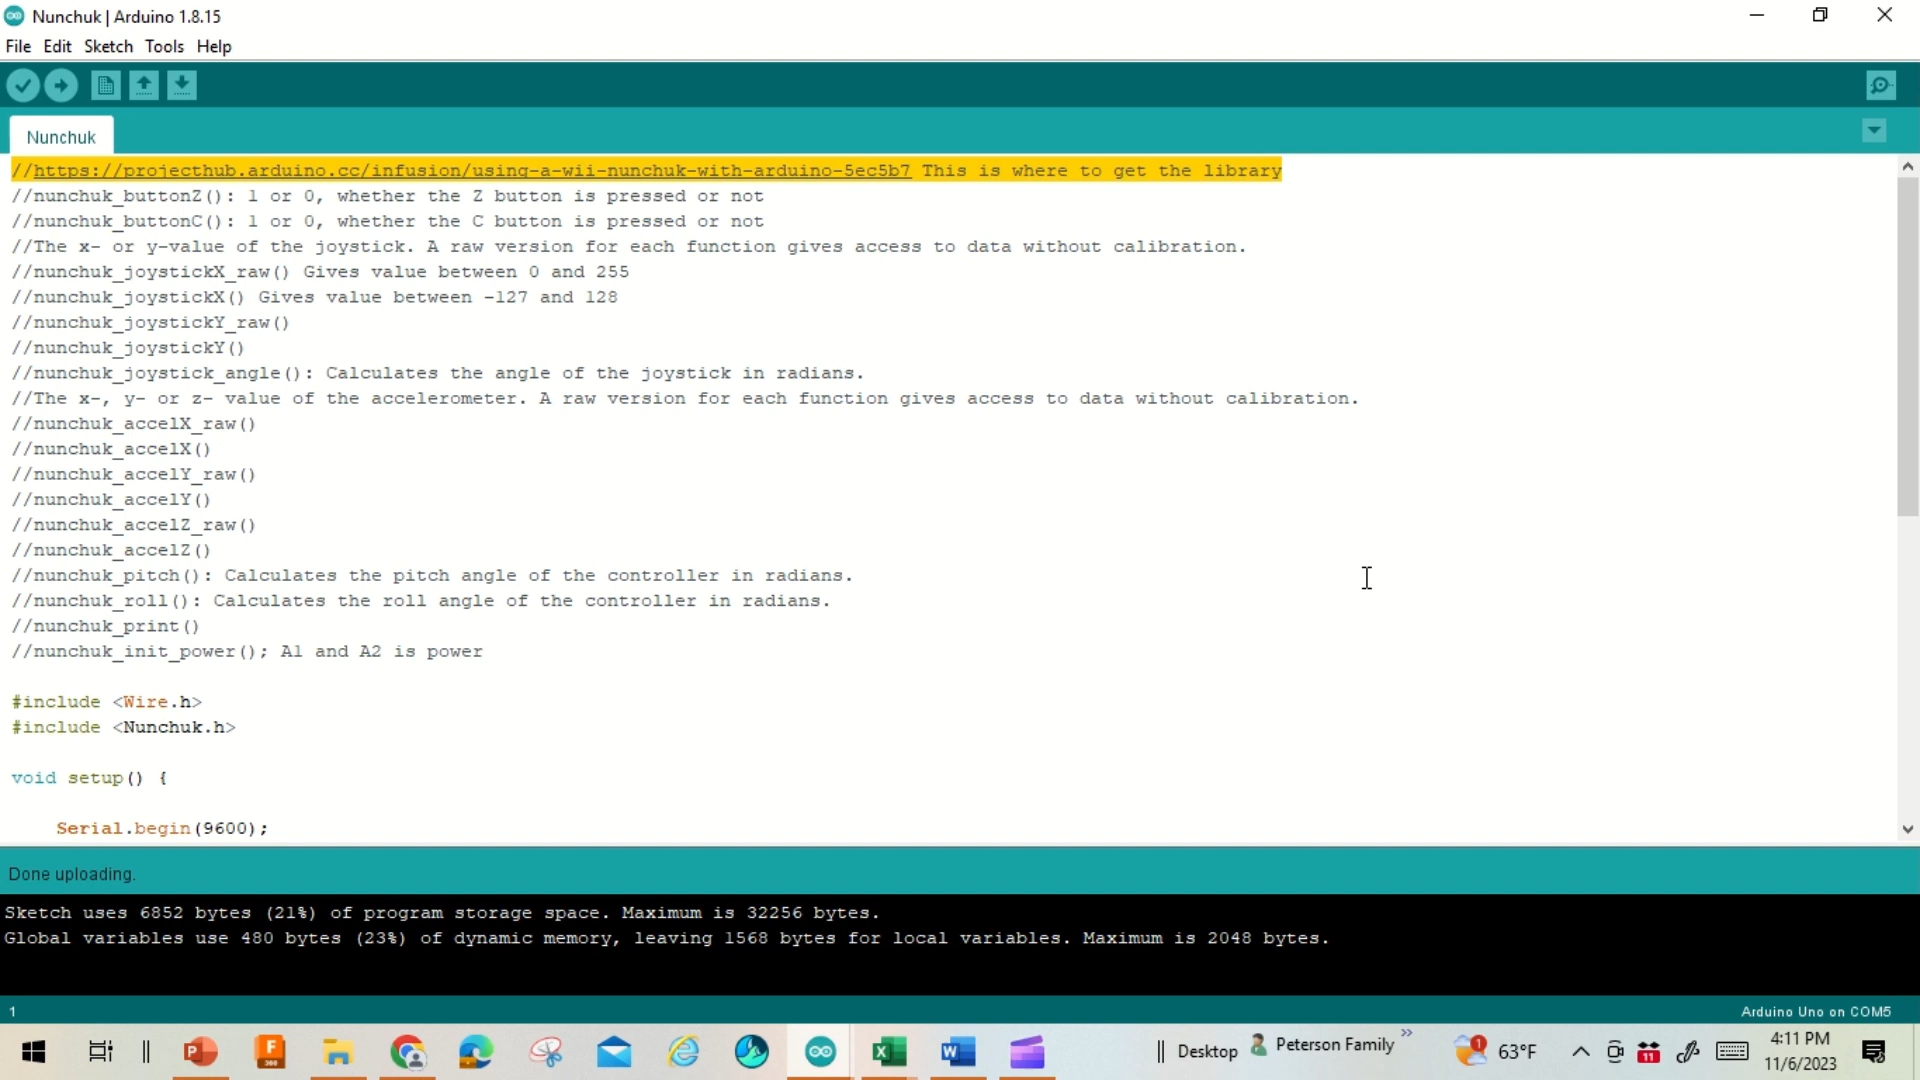 Nunchuk | Arduino 1.8.15
File Edit Sketch Tools Help
Nunchuk
//https://projecthub.arduino.cc/infusion/using-a-wii-nunchuk-with-arduino-5ec5b7 This is where to get the library
//nunchuk_buttonZ(): 1 or 0, whether the Z button is pressed or not
//nunchuk_buttonC(): 1 or 0, whether the C button is pressed or not
//The x- or y-value of the joystick. A raw version for each function gives access to data without calibration.
//nunchuk_joystickX_raw() Gives value between 0 and 255
//nunchuk_joystickX() Gives value between -127 and 128
//nunchuk_joystickY_raw()
//nunchuk_joystickY()
//nunchuk_joystick_angle(): Calculates the angle of the joystick in radians.
//The x-, y- or z- value of the accelerometer. A raw version for each function gives access to data without calibration.
//nunchuk_accelX_raw()
//nunchuk_accelX()
//nunchuk_accelY_raw()
//nunchuk_accelY()
//nunchuk_accelZ_raw()
//nunchuk_accelZ()
//nunchuk_pitch(): Calculates the pitch angle of the controller in radians.
//nunchuk_roll(): Calculates the roll angle of the controller in radians.
//nunchuk_print()
//nunchuk_init_power(); A1 and A2 is power
#include <Wire.h>
#include <Nunchuk.h>
void setup() {
Serial.begin(9600);
Done uploading.
Sketch uses 6852 bytes (21%) of program storage space. Maximum is 32256 bytes.
Global variables use 480 bytes (23%) of dynamic memory, leaving 1568 bytes for local variables. Maximum is 2048 bytes.
1
Arduino Uno on COM5
Desktop
Peterson Family
63°F
4:11 PM
11/6/2023